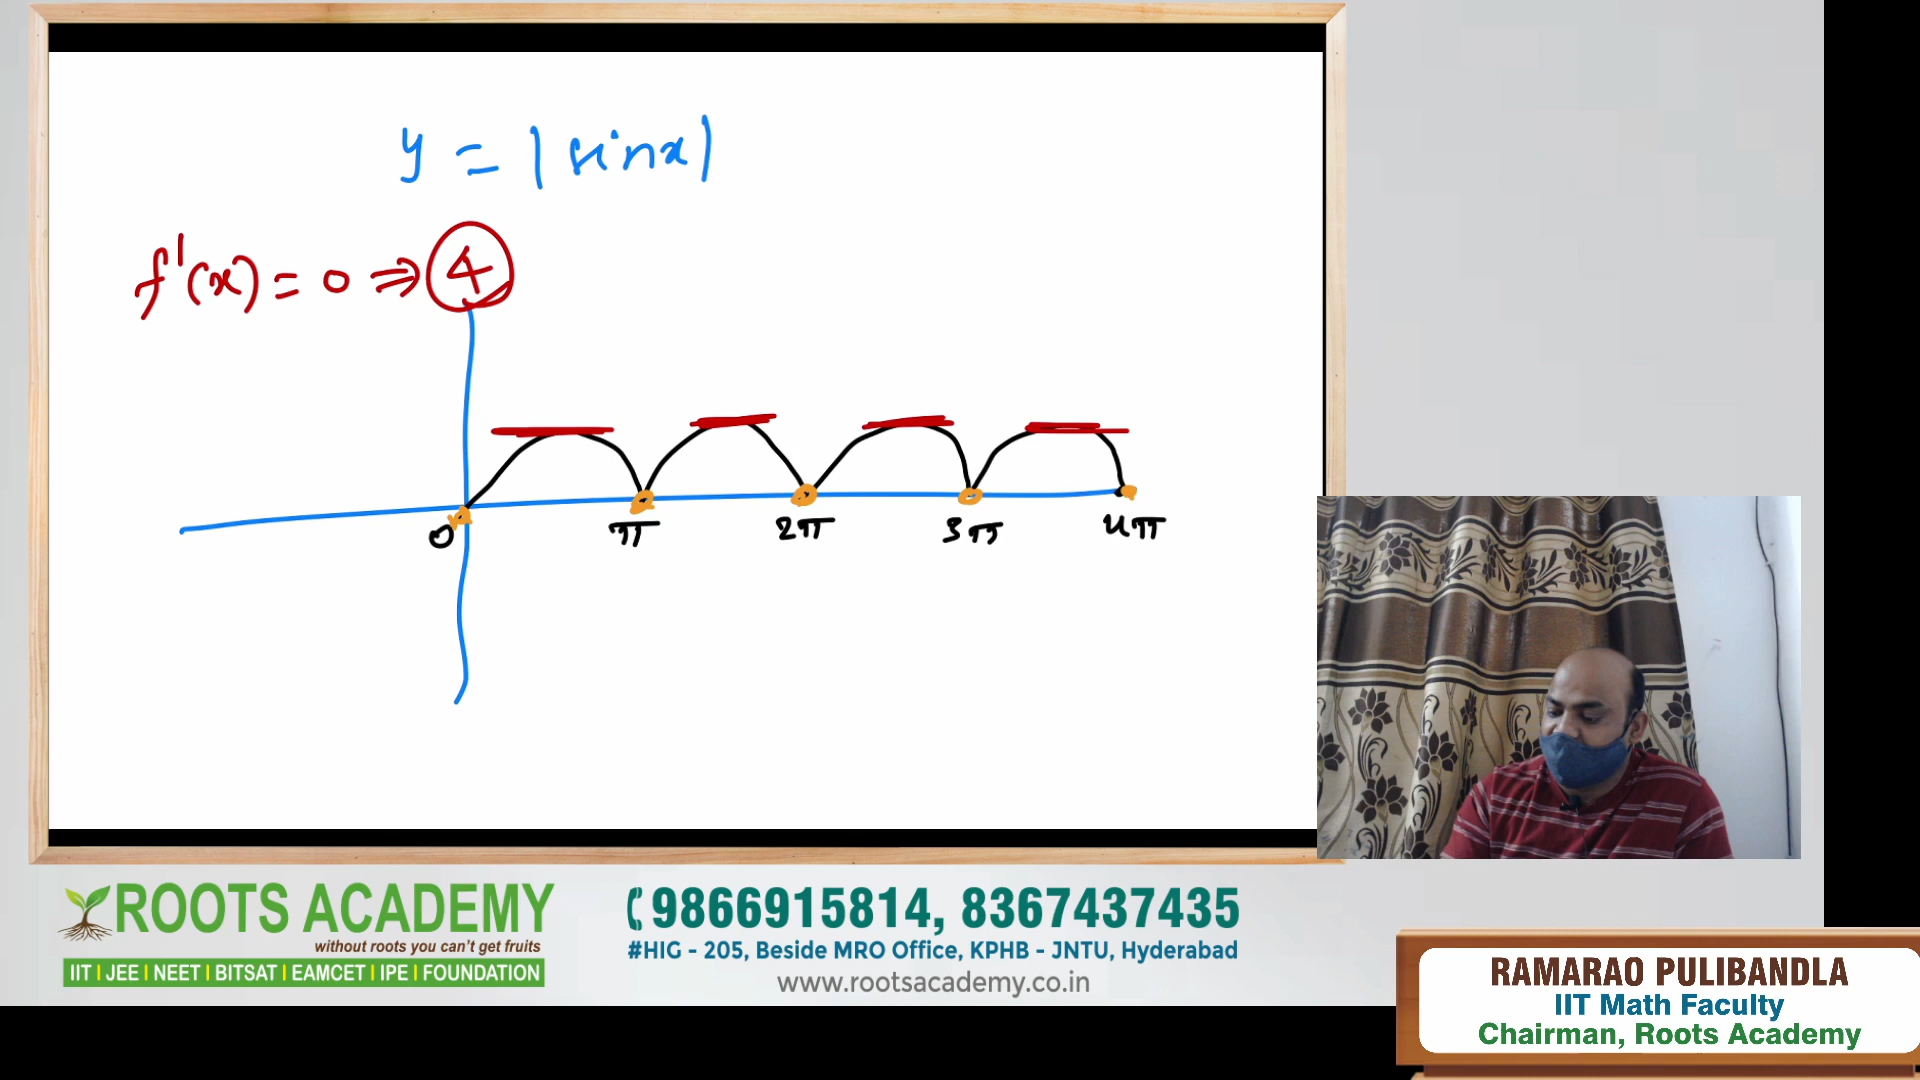 y = |sinx|
f'(x) = 0 ⇒ 4
0 π 2π 3π 4π
ROOTS ACADEMY
without roots you can't get fruits
IIT | JEE | NEET | BITSAT | EAMCET | IPE | FOUNDATION
9866915814, 8367437435
#HIG - 205, Beside MRO Office, KPHB - JNTU, Hyderabad
www.rootsacademy.co.in
RAMARAO PULIBANDLA
IIT Math Faculty
Chairman, Roots Academy